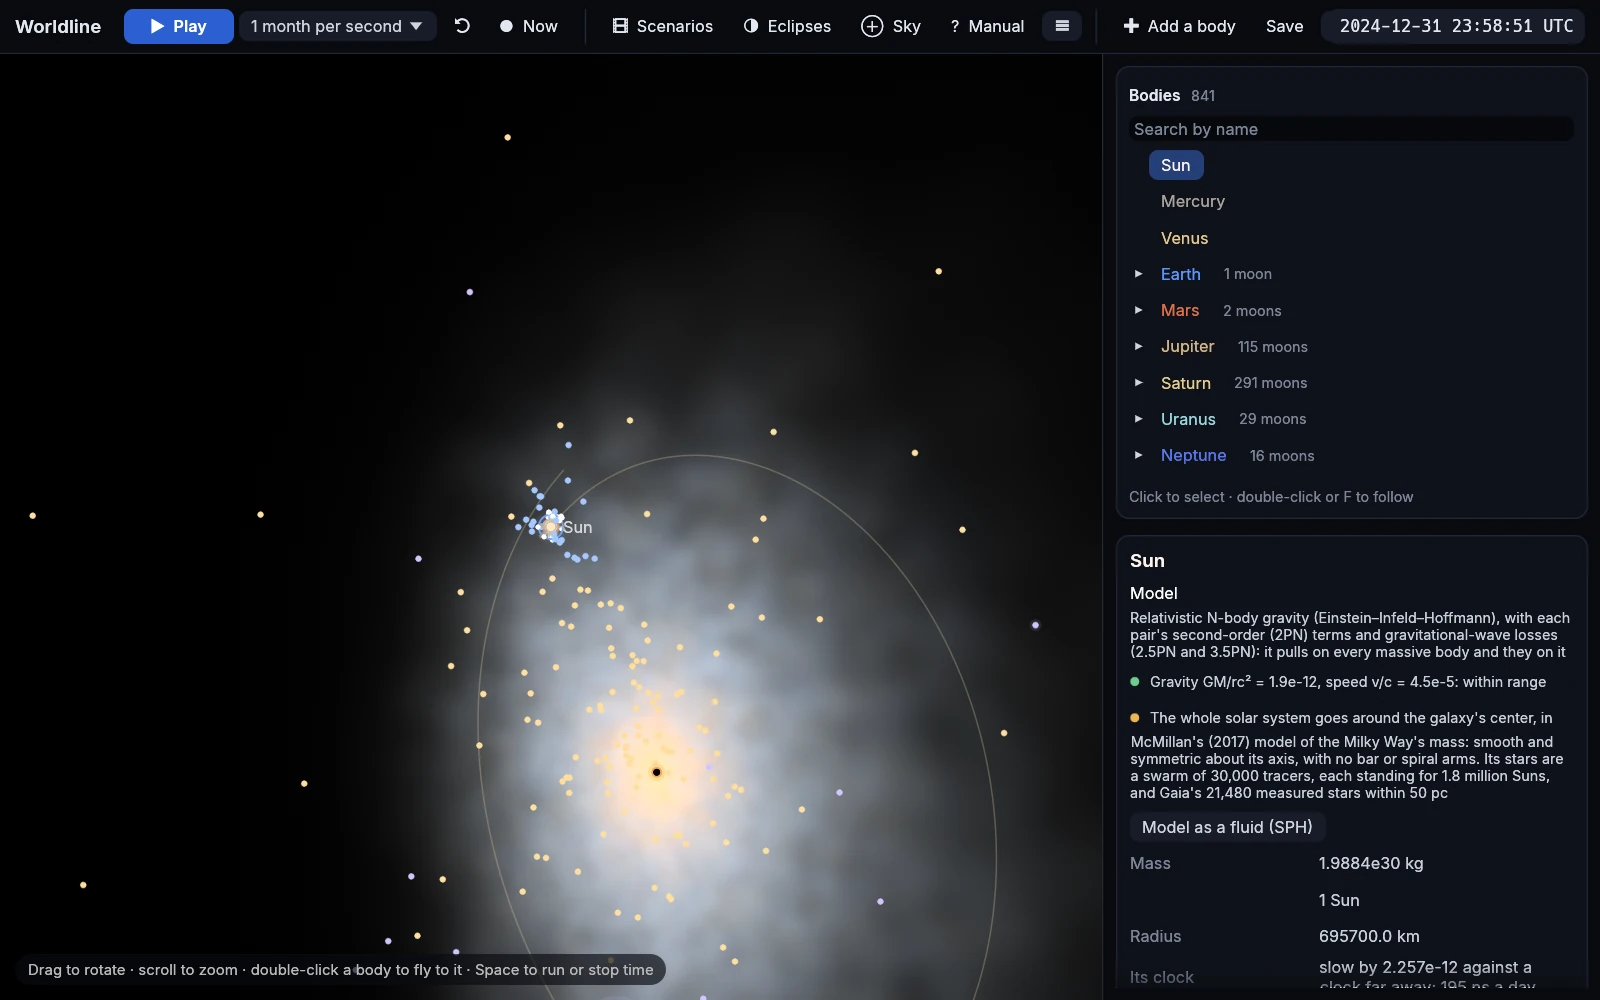 Worldline
Play
1 month per second
Now
Scenarios
Eclipses
Sky
? Manual
Add a body
Save
2024-12-31 23:58:51 UTC
Bodies 841
Search by name
Sun
Mercury
Venus
Earth 1 moon
Mars 2 moons
Jupiter 115 moons
Saturn 291 moons
Uranus 29 moons
Neptune 16 moons
Click to select · double-click or F to follow
Sun
Sun
Model
Relativistic N-body gravity (Einstein–Infeld–Hoffmann), with each
pair's second-order (2PN) terms and gravitational-wave losses
(2.5PN and 3.5PN): it pulls on every massive body and they on it
Gravity GM/rc² = 1.9e-12, speed v/c = 4.5e-5: within range
The whole solar system goes around the galaxy's center, in
McMillan's (2017) model of the Milky Way's mass: smooth and
symmetric about its axis, with no bar or spiral arms. Its stars are
a swarm of 30,000 tracers, each standing for 1.8 million Suns,
and Gaia's 21,480 measured stars within 50 pc
Model as a fluid (SPH)
Mass 1.9884e30 kg
1 Sun
Radius 695700.0 km
Its clock slow by 2.257e-12 against a
clock far away: 195 ns a day
Drag to rotate · scroll to zoom · double-click a body to fly to it · Space to run or stop time